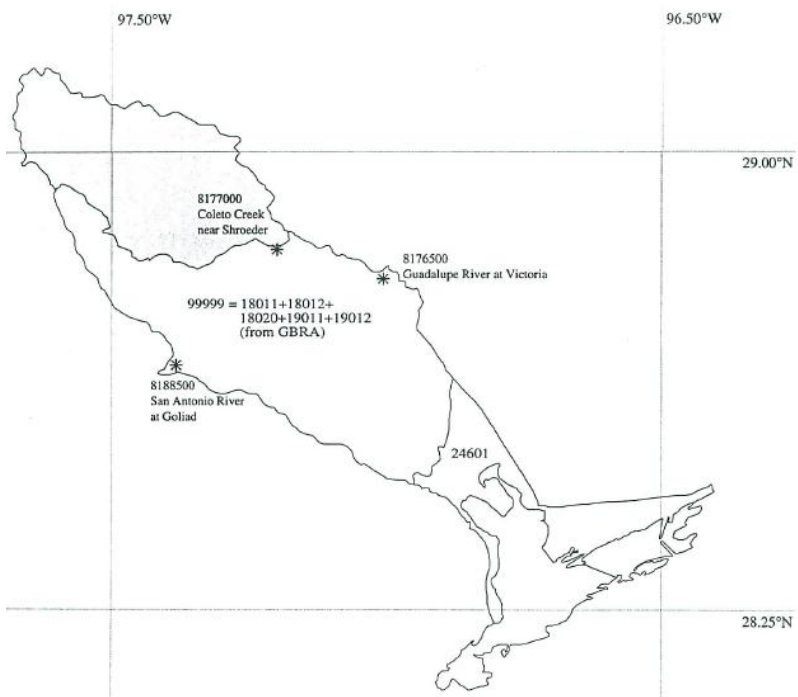 97.50°W
96.50°W
29.00°N
8177000
Coleto Creek
near Shroeder
8176500
Guadalupe River at Victoria
99999 = 18011+18012+
18020+19011+19012
(from GBRA)
8188500
San Antonio River
at Goliad
24601
28.25°N